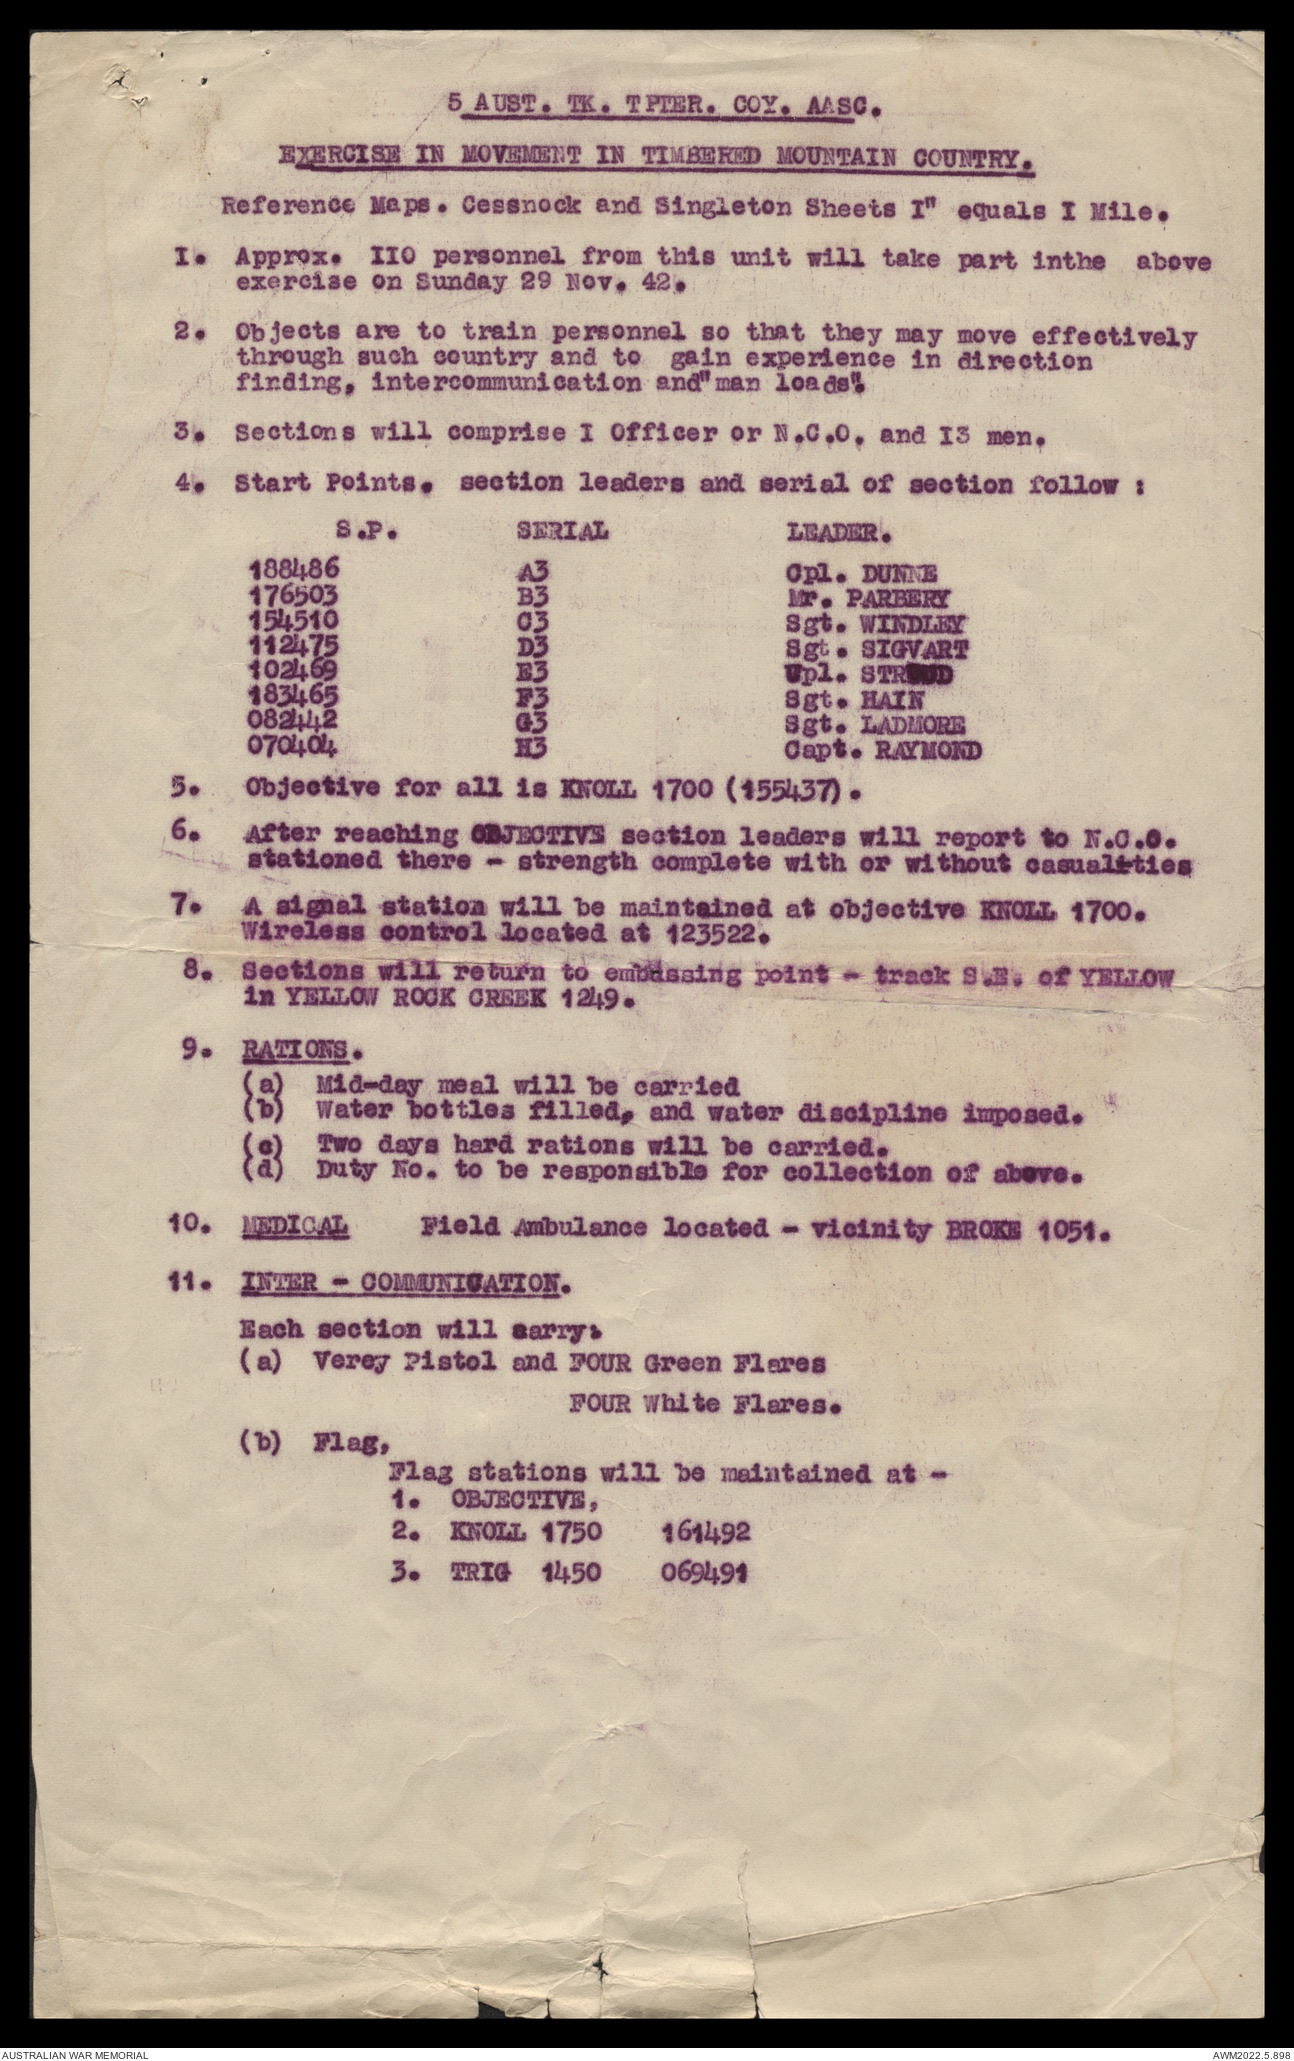 5 AUST. TK. TPTER. COY. AASC.
EXERCISE IN MOVEMENT IN TIMBERED MOUNTAIN COUNTRY.
Reference Maps. Cessnock and Singleton Sheets I" equals I Mile.
I. Approx. IIO personnel from this unit will take part inthe above
exercise on Sunday 29 Nov. 42.
2. Objects are to train personnel so that they may move effectively
through such country and to gain experience in direction
finding, intercommunication and "man loads".
3. Sections will comprise I Officer or N.C.O. and I3 men.
4. Start Points. section leaders and serial of section follow :
S.P. SERIAL LEADER.
188486 A3 Cpl. DUNNE
176503 B3 Mr. PARBERY
154510 C3 Sgt. WINDLEY
112475 D3 Sgt. SIGVART
102469 E3 Cpl. STROUD
183465 F3 Sgt. HAIN
082442 G3 Sgt. LADMORE
070404 H3 Capt. RAYMOND
5. Objective for all is KNOLL 1700 (155437).
6. After reaching OBJECTIVE section leaders will report to N.C.O.
stationed there - strength complete with or without casualities
7. A signal station will be maintained at objective KNOLL 1700.
Wireless control located at 123522.
8. Sections will return to embussing point - track S.E. of YELLOW
in YELLOW ROCK CREEK 1249.
9. RATIONS.
(a) Mid-day meal will be carried
(b) Water bottles filled, and water discipline imposed.
(c) Two days hard rations will be carried.
(d) Duty No. to be responsible for collection of above.
10. MEDICAL Field Ambulance located - vicinity BROKE 1051.
11. INTER - COMMUNICATION.
Each section will carry:
(a) Verey Pistol and FOUR Green Flares
FOUR White Flares.
(b) Flag,
Flag stations will be maintained at -
1. OBJECTIVE,
2. KNOLL 1750 161492
3. TRIG 1450 069491
AUSTRALIAN WAR MEMORIAL AWM2022.5.898